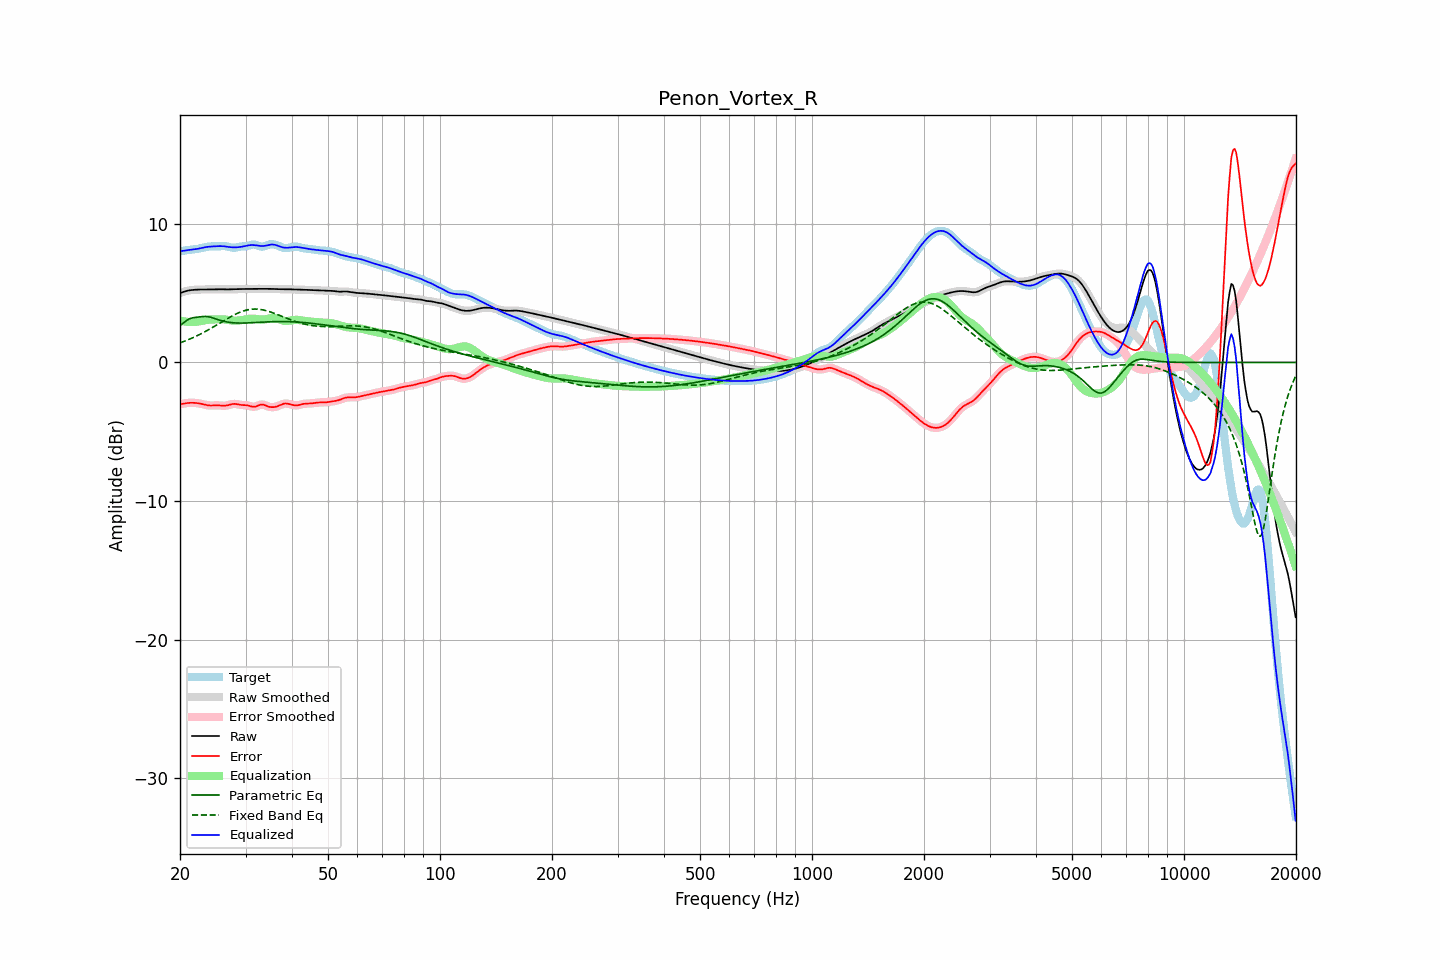 Penon_Vortex_R
Amplitude (dBr)
10
0
−10
−20
−30
Target
Raw Smoothed
Error Smoothed
Raw
Error
Equalization
Parametric Eq
Fixed Band Eq
Equalized
20 50 100 200 500 1000 2000 5000 10000 20000
Frequency (Hz)